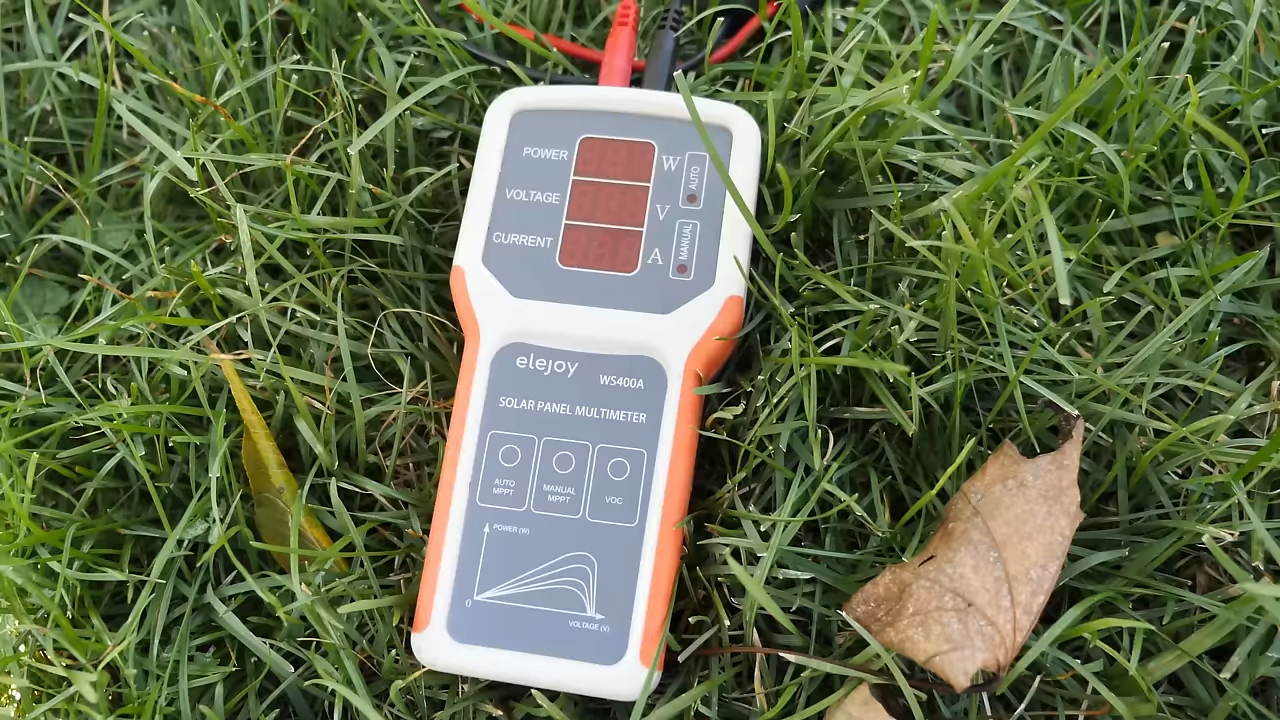 POWER
W
AUTO
VOLTAGE
V
CURRENT
A
MANUAL
elejoy
WS400A
SOLAR PANEL MULTIMETER
AUTO
MPPT
MANUAL
MPPT
VOC
POWER (W)
0
VOLTAGE (V)